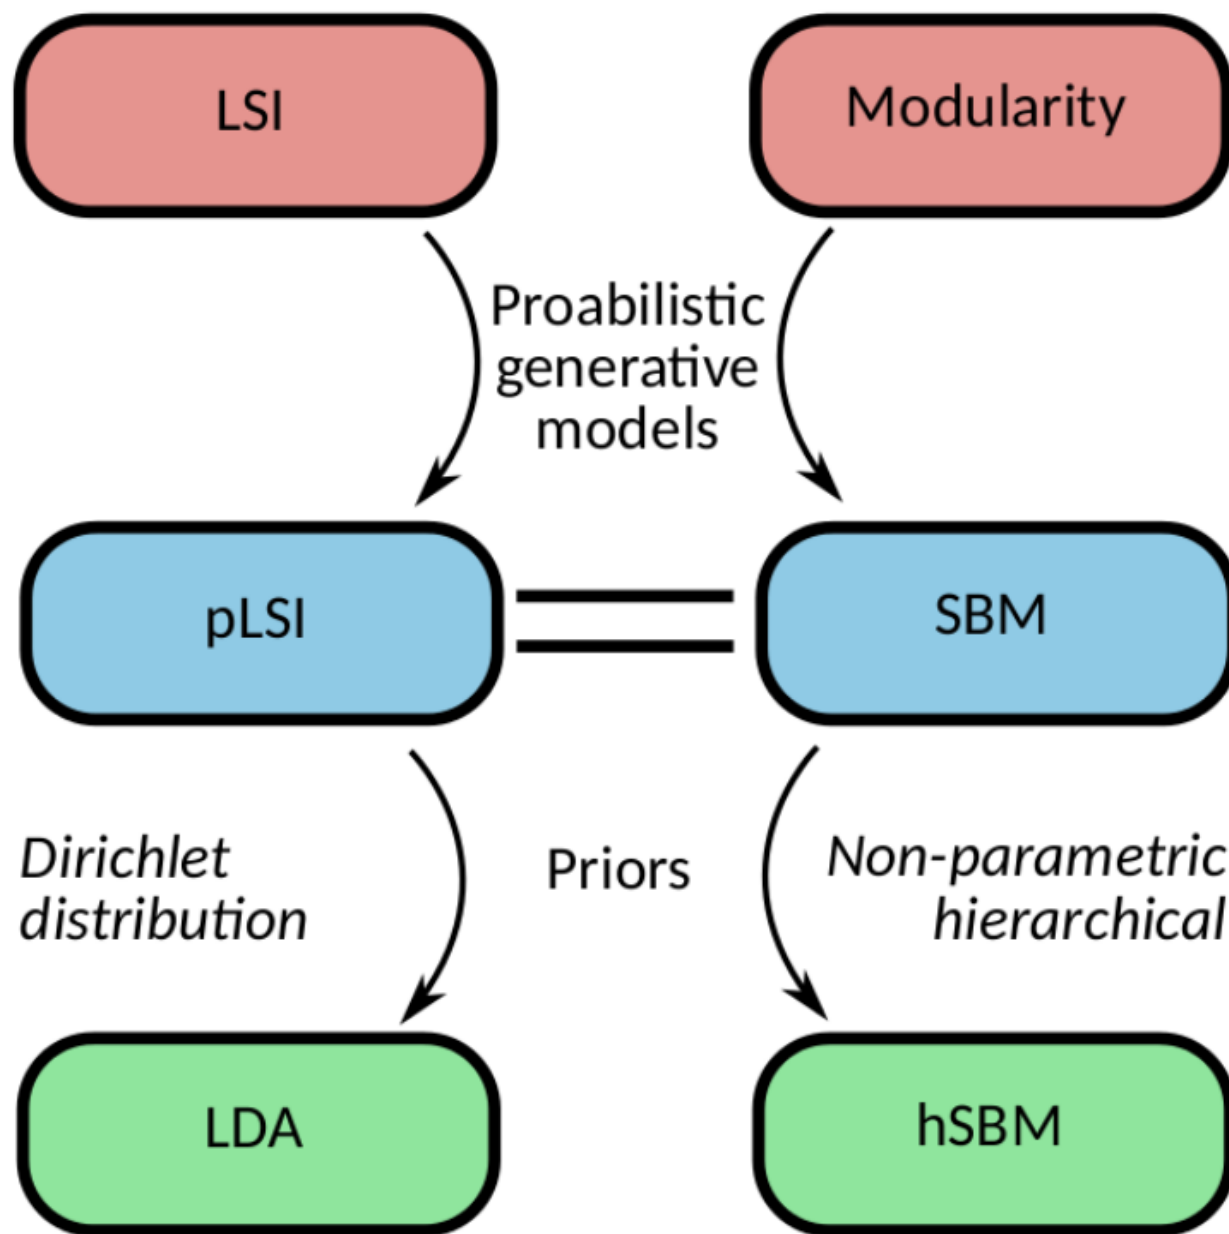 LSI
Modularity
Proabilistic
generative
models
pLSI
SBM
Dirichlet
distribution
Priors
Non-parametric
hierarchical
LDA
hSBM